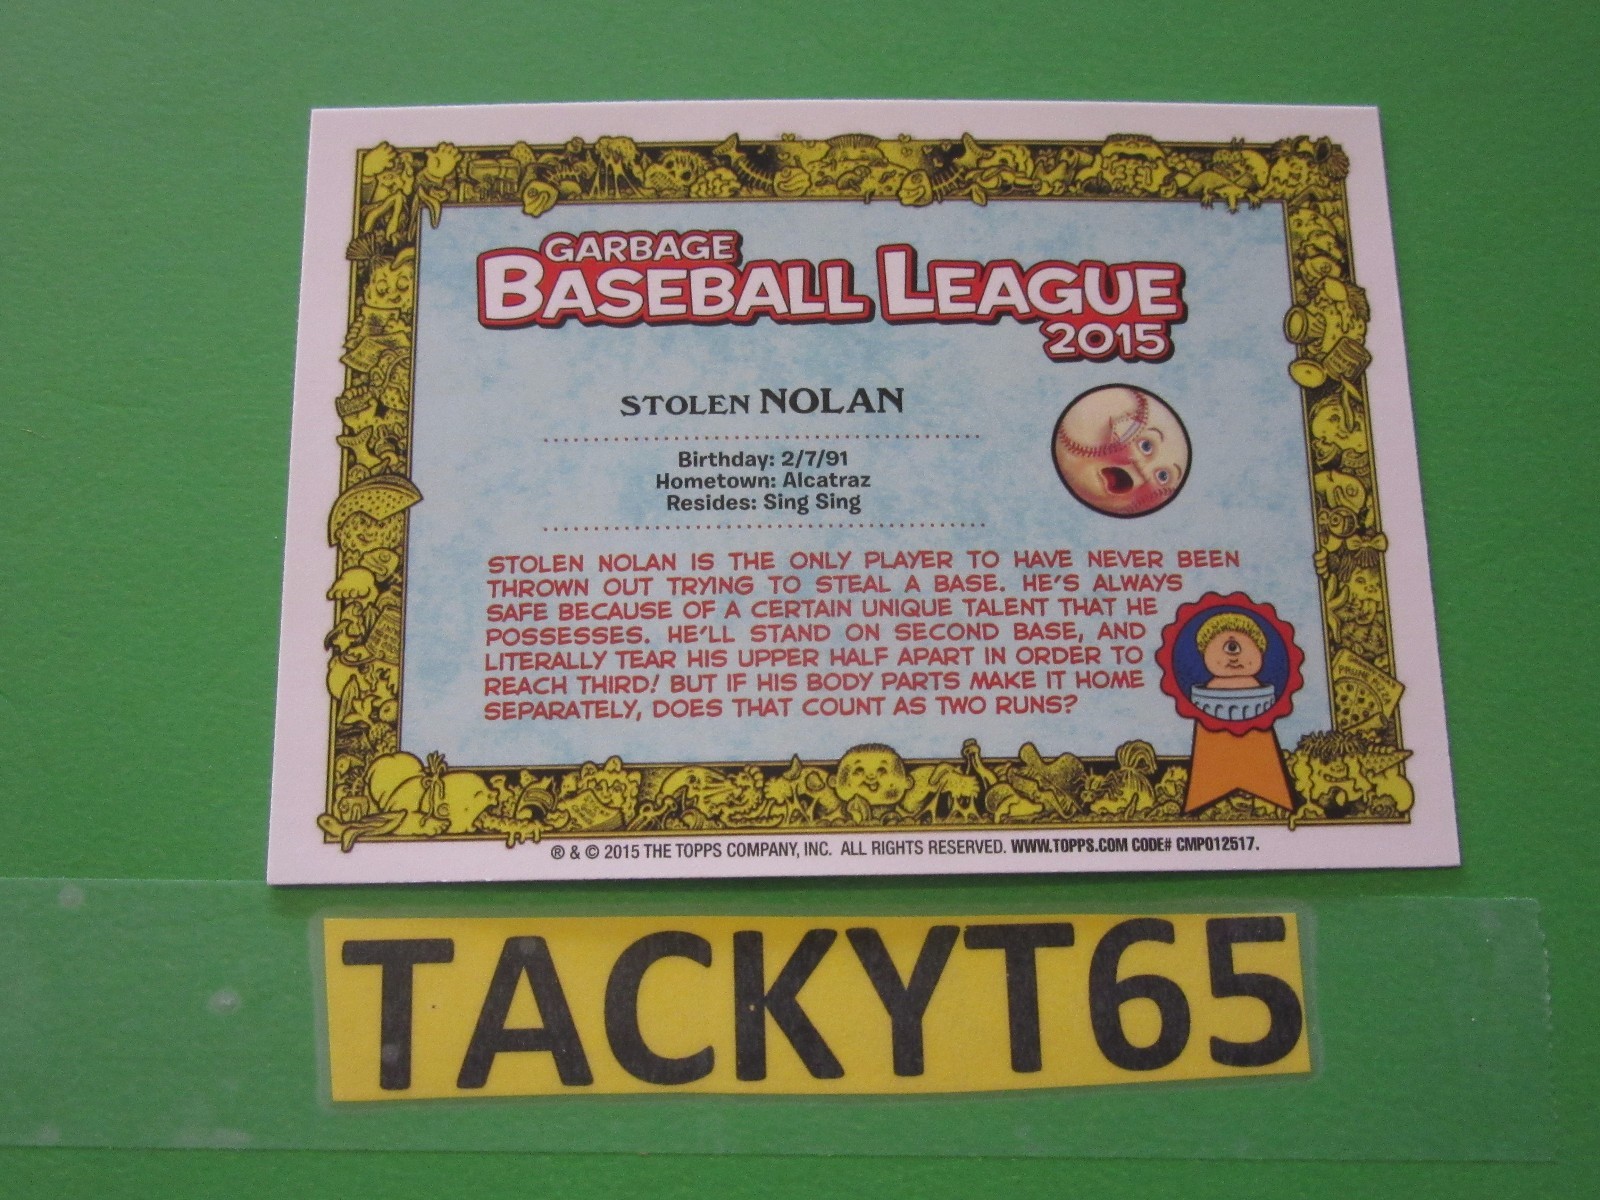 GARBAGE
BASEBALL LEAGUE
2015
STOLEN NOLAN
Birthday: 2/7/91
Hometown: Alcatraz
Resides: Sing Sing
STOLEN NOLAN IS THE ONLY PLAYER TO HAVE NEVER BEEN
THROWN OUT TRYING TO STEAL A BASE. HE'S ALWAYS
SAFE BECAUSE OF A CERTAIN UNIQUE TALENT THAT HE
POSSESSES. HE'LL STAND ON SECOND BASE, AND
LITERALLY TEAR HIS UPPER HALF APART IN ORDER TO
REACH THIRD! BUT IF HIS BODY PARTS MAKE IT HOME
SEPARATELY, DOES THAT COUNT AS TWO RUNS?
® & © 2015 THE TOPPS COMPANY, INC. ALL RIGHTS RESERVED. WWW.TOPPS.COM CODE# CMP012517.
TACKYT65